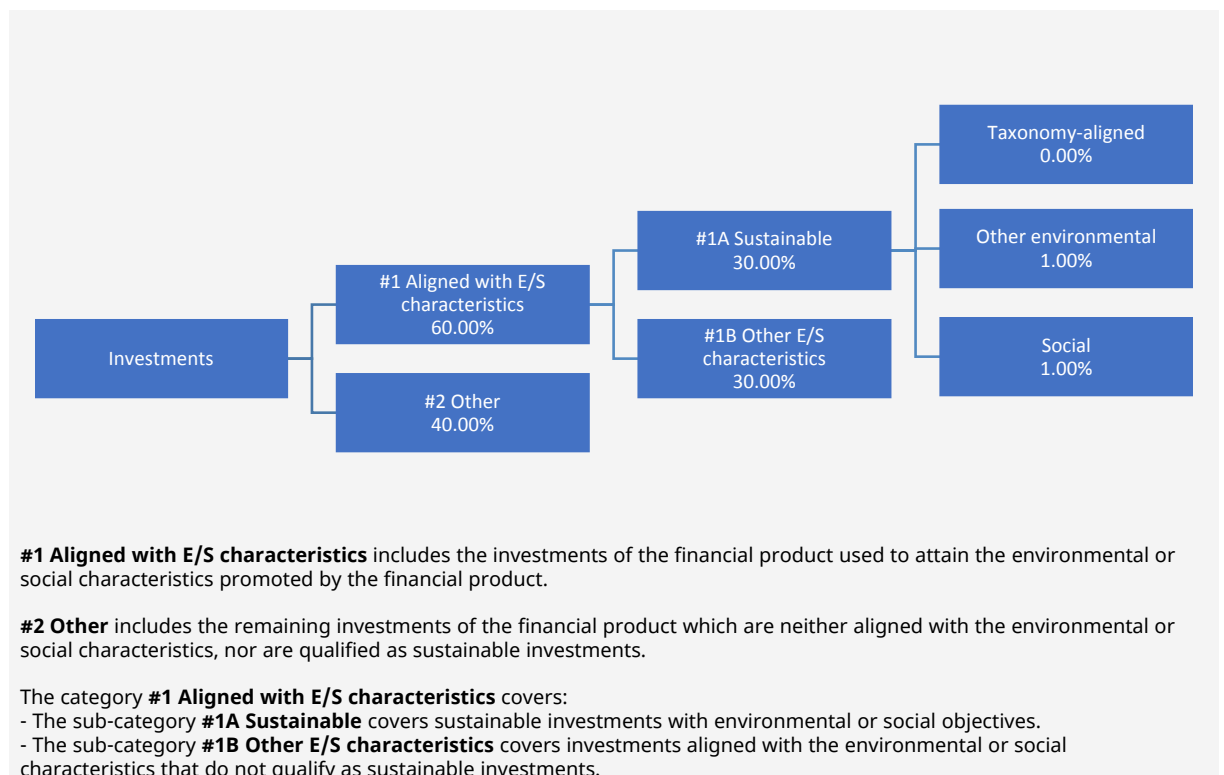 Taxonomy-aligned
0.00%
#1A Sustainable
30.00%
Other environmental
1.00%
#1 Aligned with E/S
characteristics
60.00%
Investments
#1B Other E/S
characteristics
30.00%
Social
1.00%
#2 Other
40.00%
#1 Aligned with E/S characteristics includes the investments of the financial product used to attain the environmental or
social characteristics promoted by the financial product.
#2 Other includes the remaining investments of the financial product which are neither aligned with the environmental or
social characteristics, nor are qualified as sustainable investments.
The category #1 Aligned with E/S characteristics covers:
- The sub-category #1A Sustainable covers sustainable investments with environmental or social objectives.
- The sub-category #1B Other E/S characteristics covers investments aligned with the environmental or social
characteristics that do not qualify as sustainable investments.